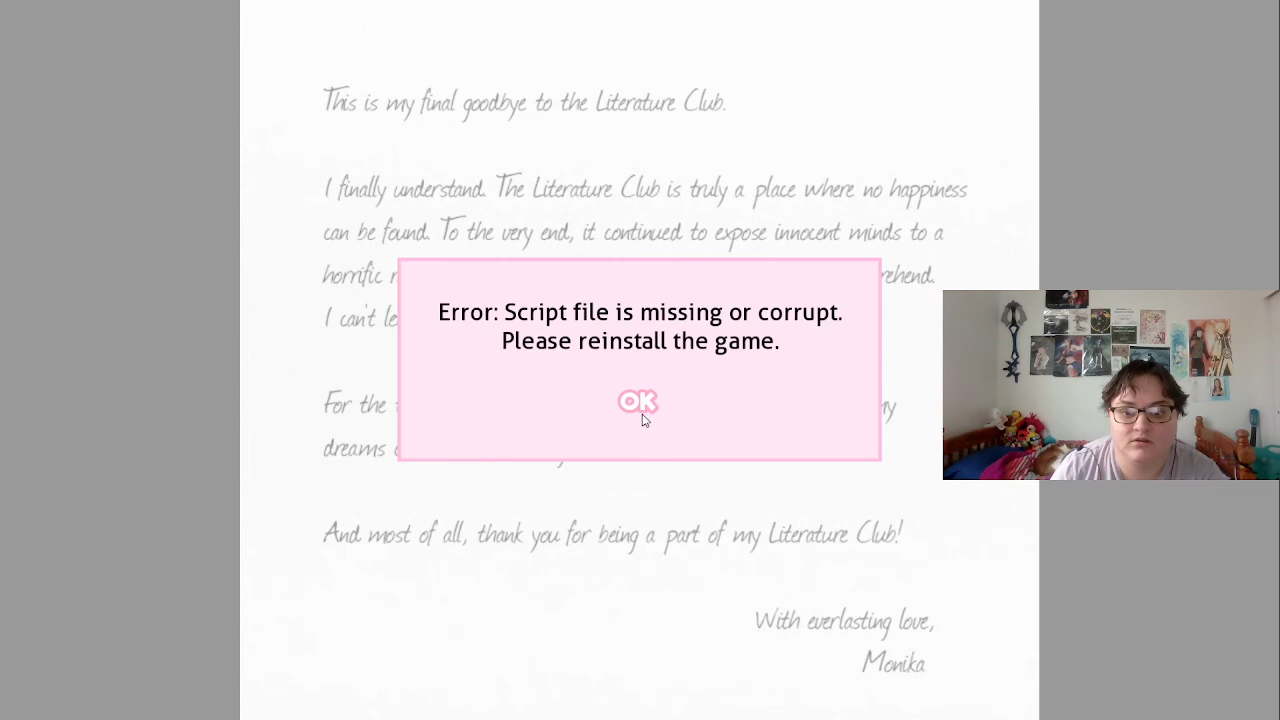 This is my final goodbye to the Literature Club.
I finally understand. The Literature Club is truly a place where no happiness
can be found. To the very end, it continued to expose innocent minds to a
horrific
I can't
Error: Script file is missing or corrupt.
Please reinstall the game.
OK
For the
dreams
And most of all, thank you for being a part of my Literature Club!
With everlasting love,
Monika